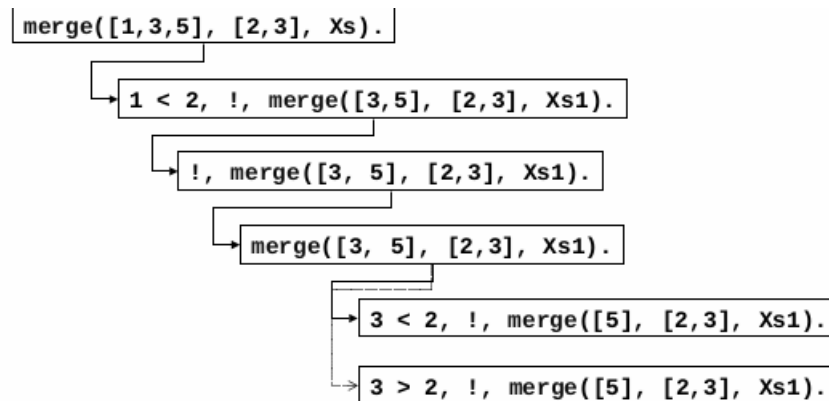 merge([1,3,5], [2,3], Xs).
1 < 2, !, merge([3,5], [2,3], Xs1).
!, merge([3, 5], [2,3], Xs1).
merge([3, 5], [2,3], Xs1).
3 < 2, !, merge([5], [2,3], Xs1).
3 > 2, !, merge([5], [2,3], Xs1).